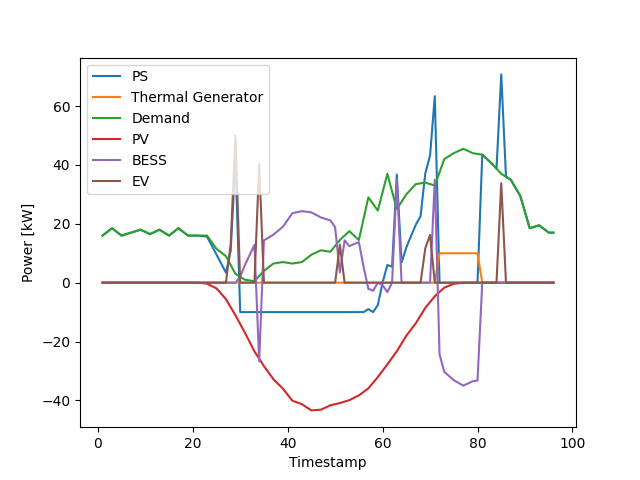 PS
Thermal Generator
Demand
PV
BESS
EV
Power [kW]
60
40
20
0
−20
−40
0 20 40 60 80 100
Timestamp